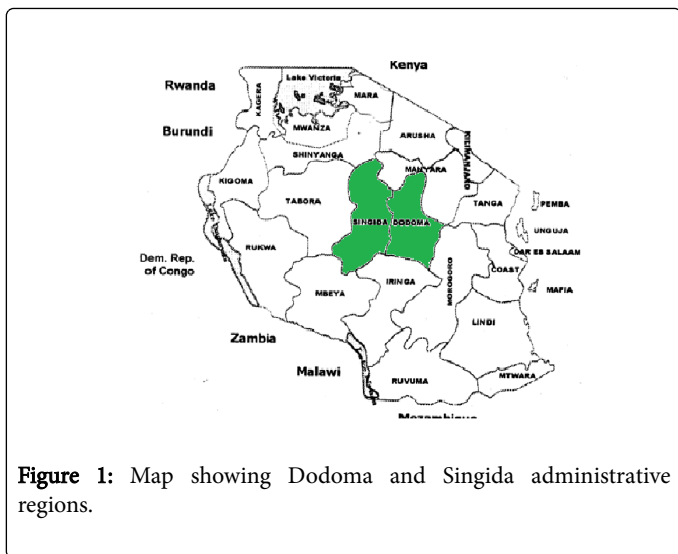 Kenya
Rwanda
Lake Victoria
KAGERA
MARA
Burundi
MWANZA
ARUSHA
KILIMANJARO
SHINYANGA
MANYARA
KIGOMA
TABORA
SINGIDA
DODOMA
TANGA
PEMBA
UNGUJA
DAR ES SALAAM
Dem. Rep.
of Congo
RUKWA
COAST
IRINGA
MOROGORO
MAFIA
MBEYA
LINDI
Zambia
Malawi
RUVUMA
MTWARA
Mozambique
Figure 1: Map showing Dodoma and Singida administrative
regions.